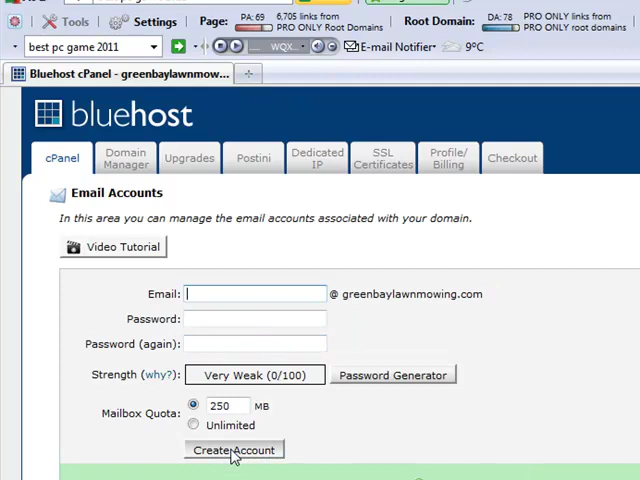 Tools Settings Page: PA: 69 6,705 links from PRO ONLY Root Domains Root Domain: DA: 78 PRO ONLY links from PRO ONLY root domains
best pc game 2011 WQX... E-mail Notifier 9°C
Bluehost cPanel - greenbaylawnmow...
bluehost
cPanel Domain Manager Upgrades Postini Dedicated IP SSL Certificates Profile/ Billing Checkout
Email Accounts
In this area you can manage the email accounts associated with your domain.
Video Tutorial
Email: @ greenbaylawnmowing.com
Password:
Password (again):
Strength (why?): Very Weak (0/100) Password Generator
Mailbox Quota: 250 MB
Unlimited
Create Account